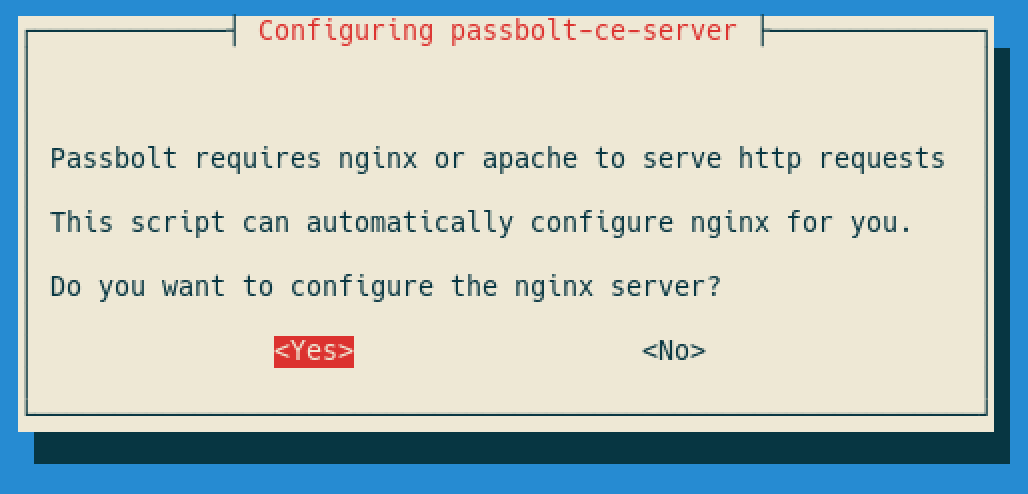 Configuring passbolt-ce-server
Passbolt requires nginx or apache to serve http requests
This script can automatically configure nginx for you.
Do you want to configure the nginx server?
<Yes> <No>